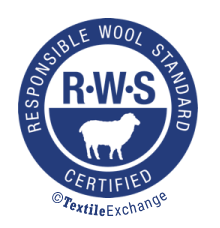 RESPONSIBLE WOOL STANDARD
R·W·S
CERTIFIED
©TextileExchange